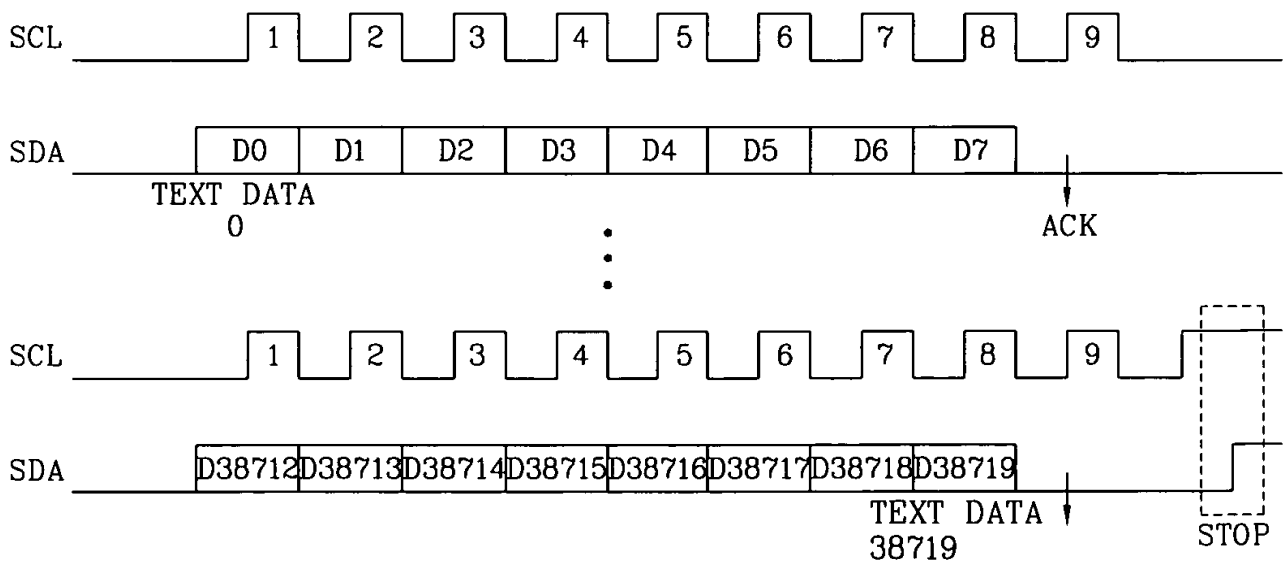 SCL 1 2 3 4 5 6 7 8 9
SDA D0 D1 D2 D3 D4 D5 D6 D7
TEXT DATA
0
ACK
SCL 1 2 3 4 5 6 7 8 9
SDA D38712 D38713 D38714 D38715 D38716 D38717 D38718 D38719
TEXT DATA
38719
STOP